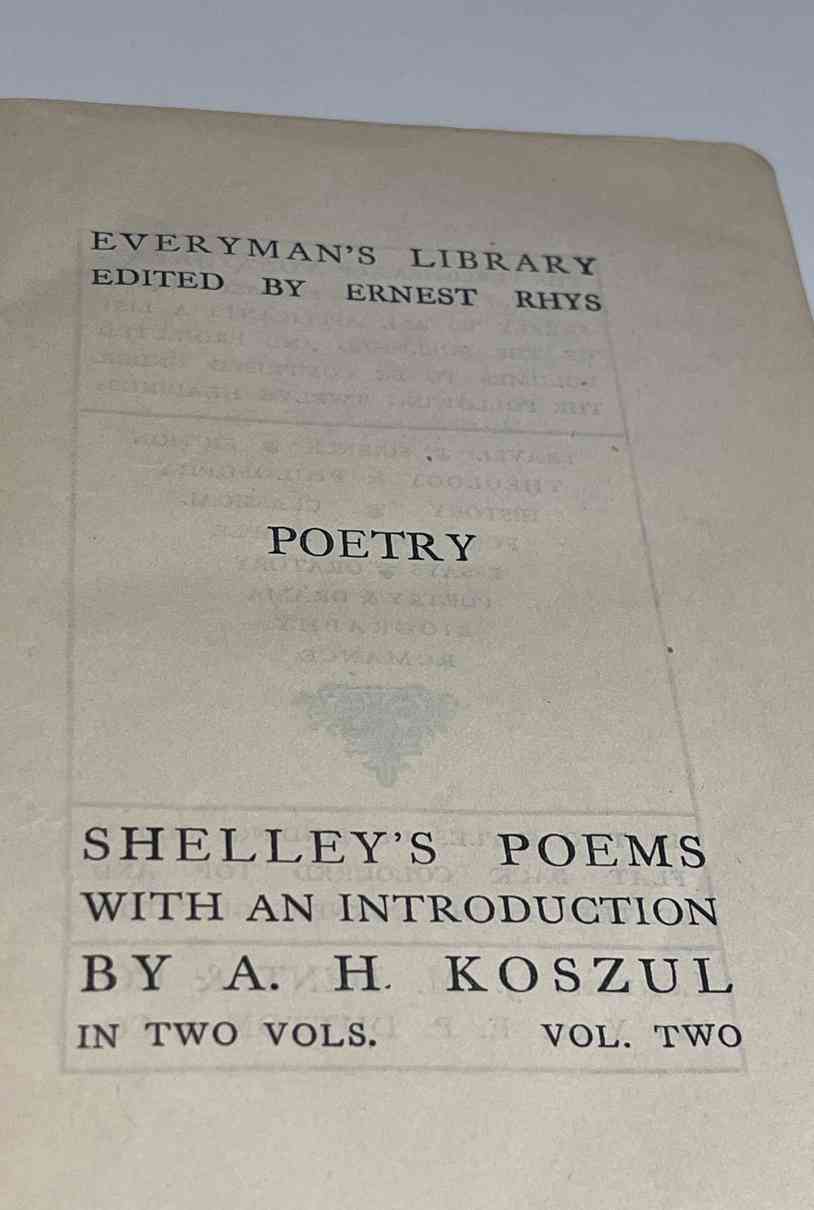 EVERYMAN'S LIBRARY
EDITED BY ERNEST RHYS
POETRY
SHELLEY'S POEMS
WITH AN INTRODUCTION
BY A. H. KOSZUL
IN TWO VOLS. VOL. TWO